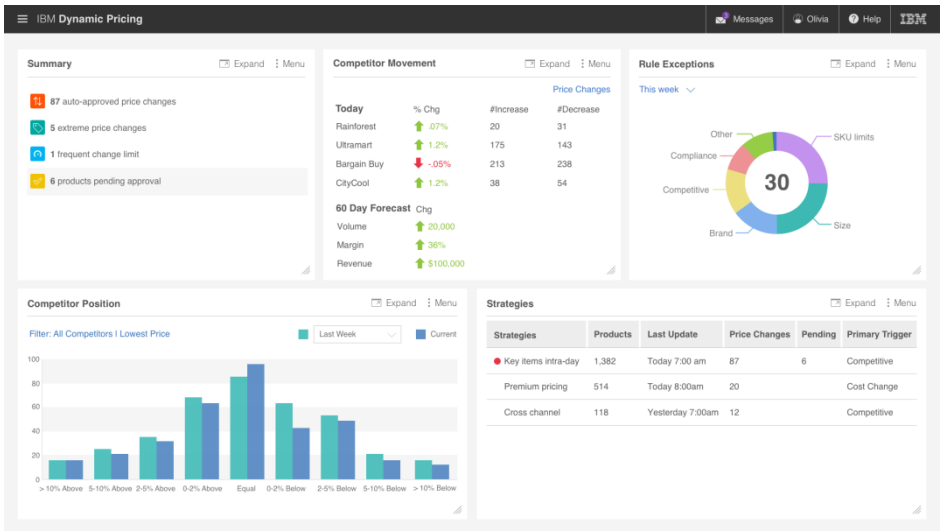 IBM Dynamic Pricing
Messages
Olivia
? Help
IBM
Summary
Expand
Menu
87 auto-approved price changes
5 extreme price changes
1 frequent change limit
6 products pending approval
Competitor Movement
Expand
Menu
Price Changes
Today % Chg #Increase #Decrease
Rainforest .07% 20 31
Ultramart 1.2% 175 143
Bargain Buy -.05% 213 238
CityCool 1.2% 38 54
60 Day Forecast Chg
Volume 20,000
Margin 36%
Revenue $100,000
Rule Exceptions
Expand
Menu
This week
Other
SKU limits
Compliance
30
Competitive
Size
Brand
Competitor Position
Expand
Menu
Filter: All Competitors | Lowest Price
Last Week
Current
100
80
60
40
20
0
> 10% Above 5-10% Above 2-5% Above 0-2% Above Equal 0-2% Below 2-5% Below 5-10% Below > 10% Below
Strategies
Expand
Menu
Strategies Products Last Update Price Changes Pending Primary Trigger
Key items intra-day 1,382 Today 7:00 am 87 6 Competitive
Premium pricing 514 Today 8:00am 20 Cost Change
Cross channel 118 Yesterday 7:00am 12 Competitive